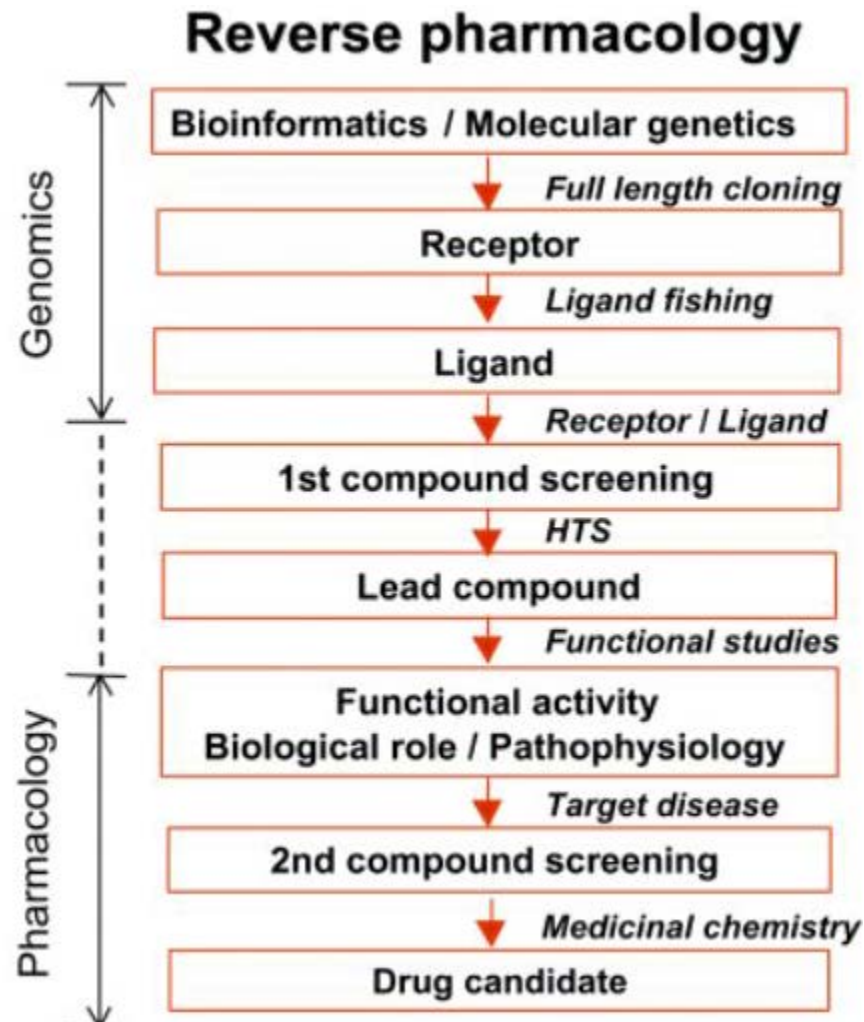 Reverse pharmacology
Genomics
Bioinformatics / Molecular genetics
Full length cloning
Receptor
Ligand fishing
Ligand
Receptor / Ligand
1st compound screening
HTS
Lead compound
Functional studies
Pharmacology
Functional activity
Biological role / Pathophysiology
Target disease
2nd compound screening
Medicinal chemistry
Drug candidate